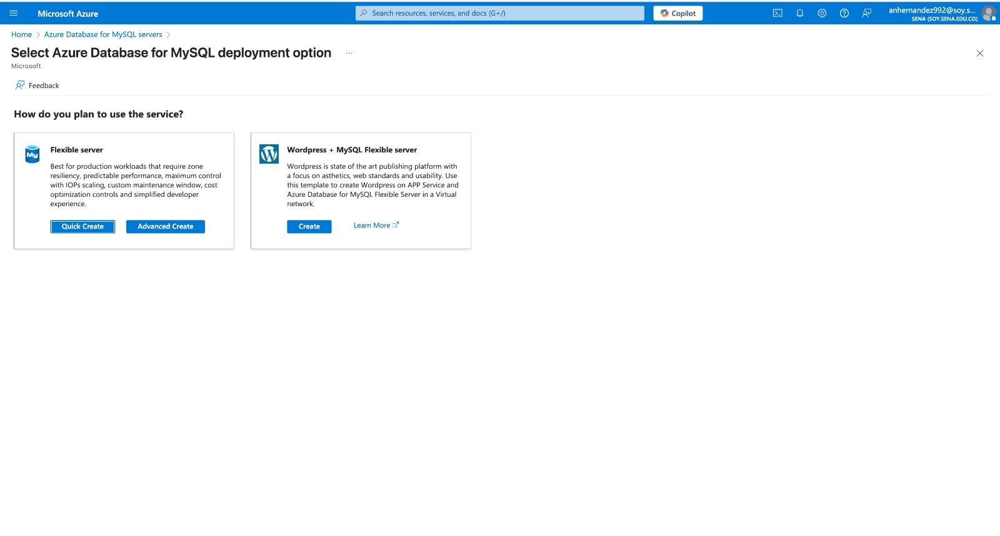 Microsoft Azure
Search resources, services, and docs (G+/)
Copilot
anhernandez992@soy.s...
SENA (SOY.SENA.EDU.CO)
Home > Azure Database for MySQL servers >
Select Azure Database for MySQL deployment option ...
Microsoft
Feedback
How do you plan to use the service?
My
Flexible server
Best for production workloads that require zone
resiliency, predictable performance, maximum control
with IOPs scaling, custom maintenance window, cost
optimization controls and simplified developer
experience.
Quick Create
Advanced Create
Wordpress + MySQL Flexible server
Wordpress is state of the art publishing platform with
a focus on asthetics, web standards and usability. Use
this template to create Wordpress on APP Service and
Azure Database for MySQL Flexible Server in a Virtual
network.
Create
Learn More